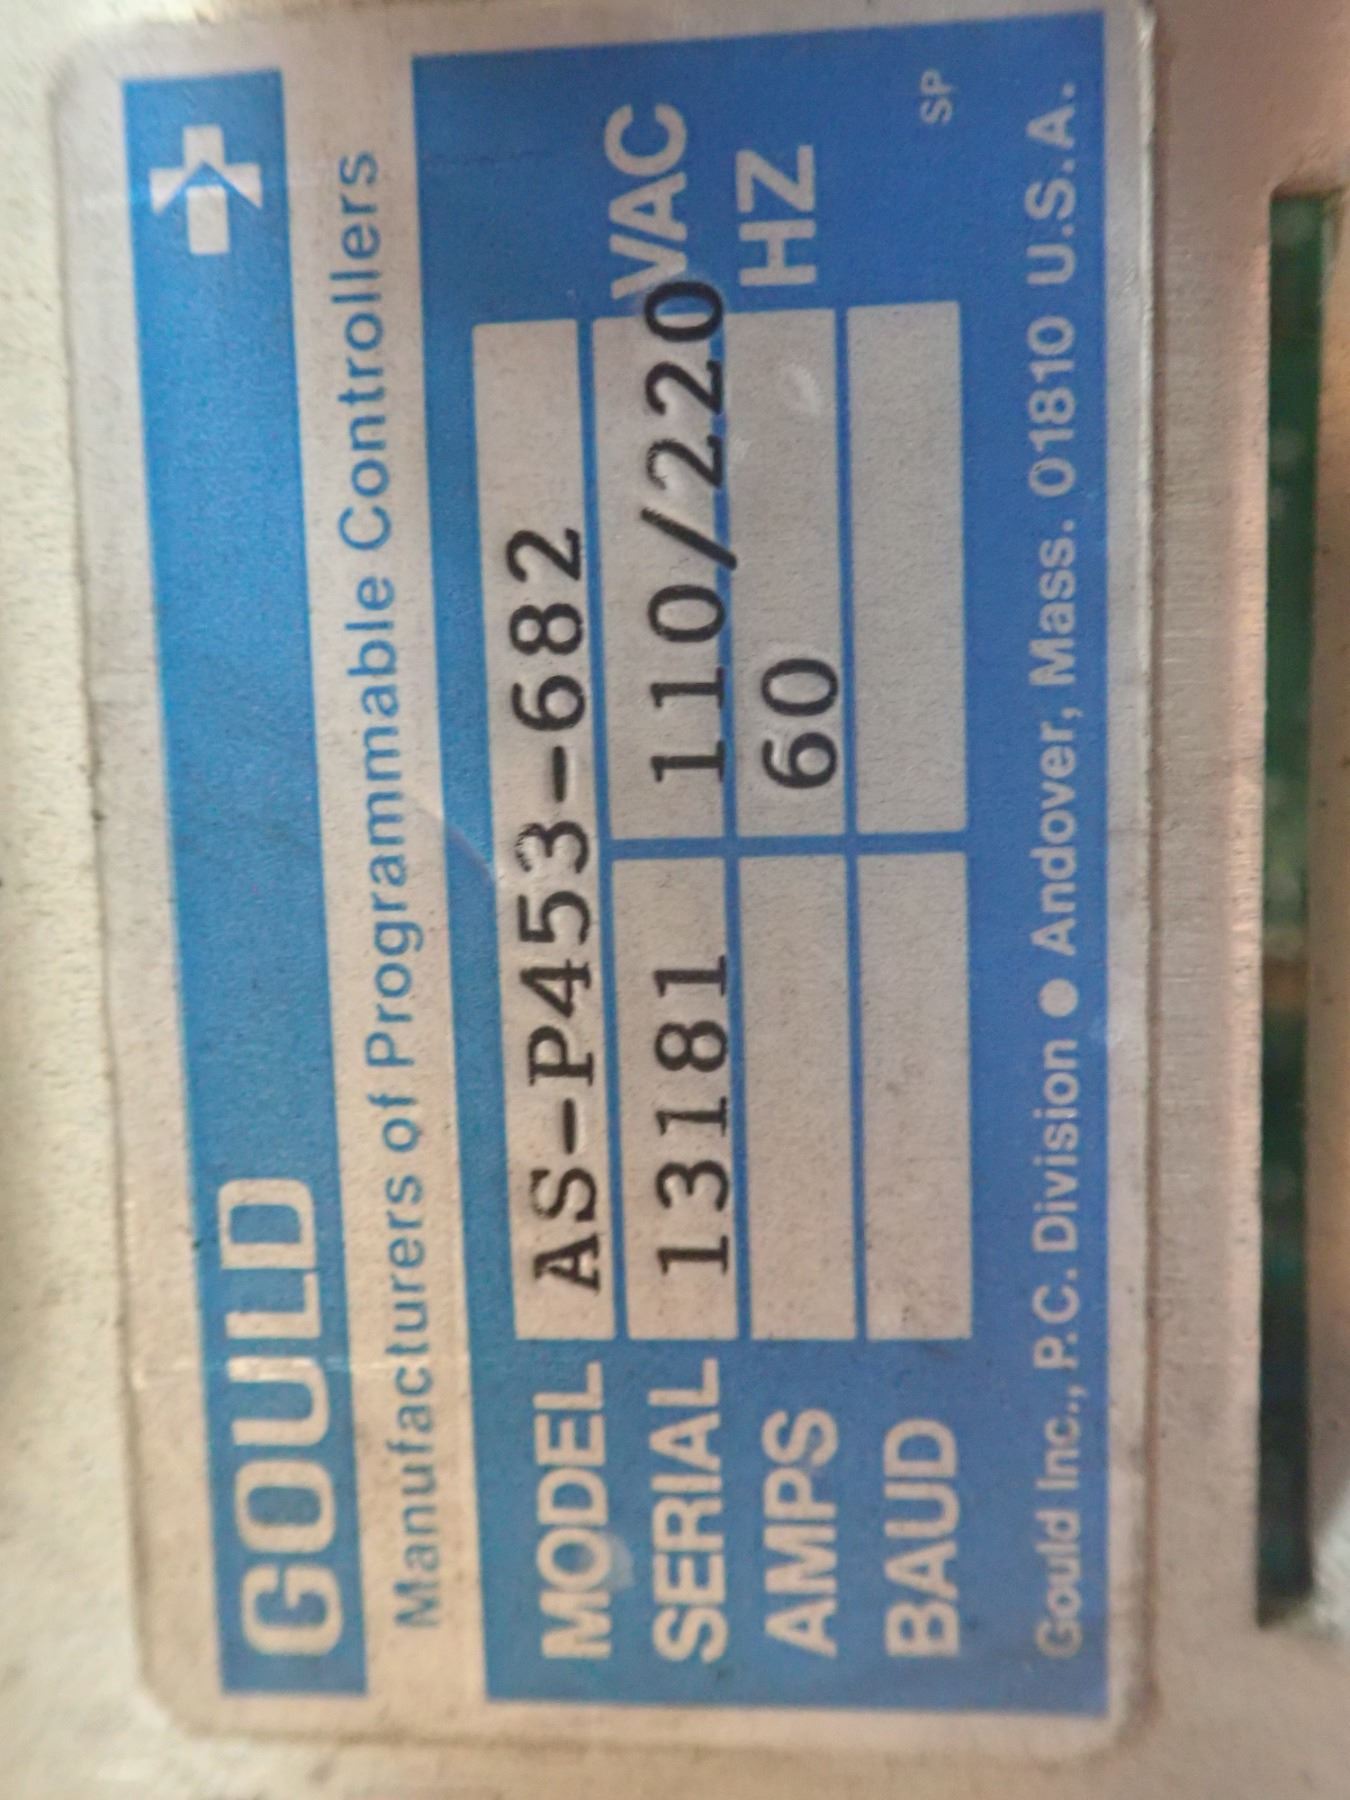 GOULD
Manufacturers of Programmable Controllers
MODEL AS-P453-682
SERIAL 13181 110/220 VAC
AMPS 60 HZ
BAUD
SP
Gould Inc., P.C. Division ● Andover, Mass. 01810 U.S.A.